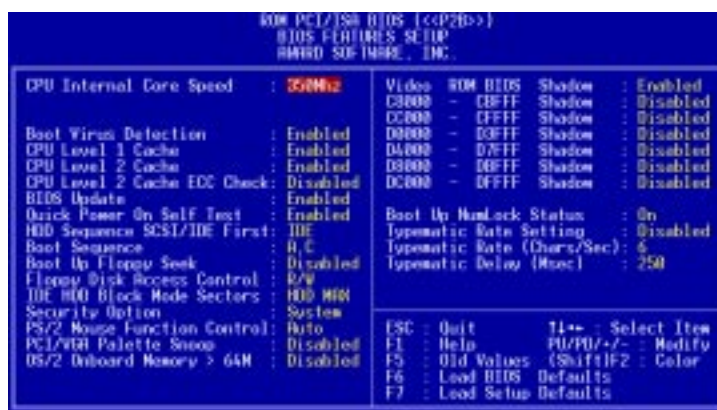 ROM PCI/ISA BIOS (<<P2B>>)
BIOS FEATURES SETUP
AWARD SOFTWARE, INC.
CPU Internal Core Speed : 350Mhz
Boot Virus Detection : Enabled
CPU Level 1 Cache : Enabled
CPU Level 2 Cache : Enabled
CPU Level 2 Cache ECC Check: Disabled
BIOS Update : Enabled
Quick Power On Self Test : Enabled
HDD Sequence SCSI/IDE First: IDE
Boot Sequence : A,C
Boot Up Floppy Seek : Disabled
Floppy Disk Access Control : R/W
IDE HDD Block Mode Sectors : HDD MAX
Security Option : System
PS/2 Mouse Function Control: Auto
PCI/VGA Palette Snoop : Disabled
OS/2 Onboard Memory > 64M : Disabled
Video ROM BIOS Shadow : Enabled
C8000 - CBFFF Shadow : Disabled
CC000 - CFFFF Shadow : Disabled
D0000 - D3FFF Shadow : Disabled
D4000 - D7FFF Shadow : Disabled
D8000 - DBFFF Shadow : Disabled
DC000 - DFFFF Shadow : Disabled
Boot Up NumLock Status : On
Typematic Rate Setting : Disabled
Typematic Rate (Chars/Sec): 6
Typematic Delay (Msec) : 250
ESC : Quit ↑↓→← : Select Item
F1 : Help PU/PD/+/- : Modify
F5 : Old Values (Shift)F2 : Color
F6 : Load BIOS Defaults
F7 : Load Setup Defaults